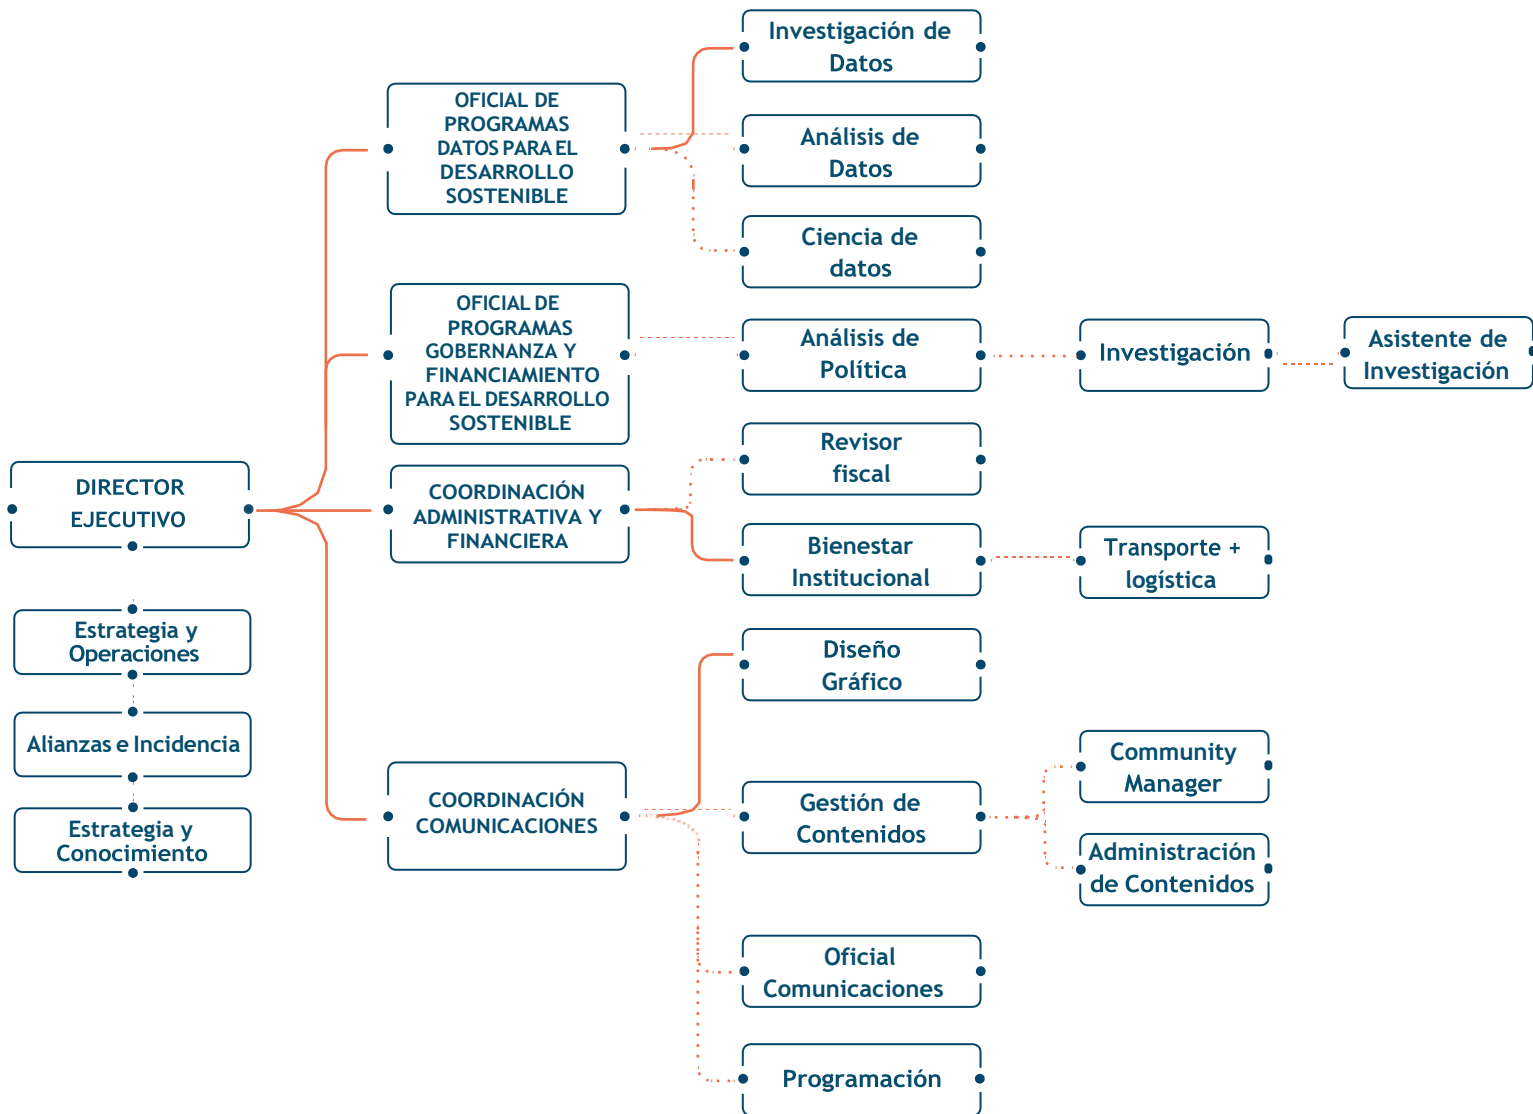 Investigación de
Datos
OFICIAL DE
PROGRAMAS
DATOS PARA EL
DESARROLLO
SOSTENIBLE
Análisis de
Datos
Ciencia de
datos
OFICIAL DE
PROGRAMAS
GOBERNANZA Y
FINANCIAMIENTO
PARA EL DESARROLLO
SOSTENIBLE
Análisis de
Política
Investigación
Asistente de
Investigación
Revisor
fiscal
DIRECTOR
EJECUTIVO
COORDINACIÓN
ADMINISTRATIVA Y
FINANCIERA
Bienestar
Institucional
Transporte +
logística
Estrategia y
Operaciones
Alianzas e Incidencia
Estrategia y
Conocimiento
Diseño
Gráfico
COORDINACIÓN
COMUNICACIONES
Gestión de
Contenidos
Community
Manager
Administración
de Contenidos
Oficial
Comunicaciones
Programación